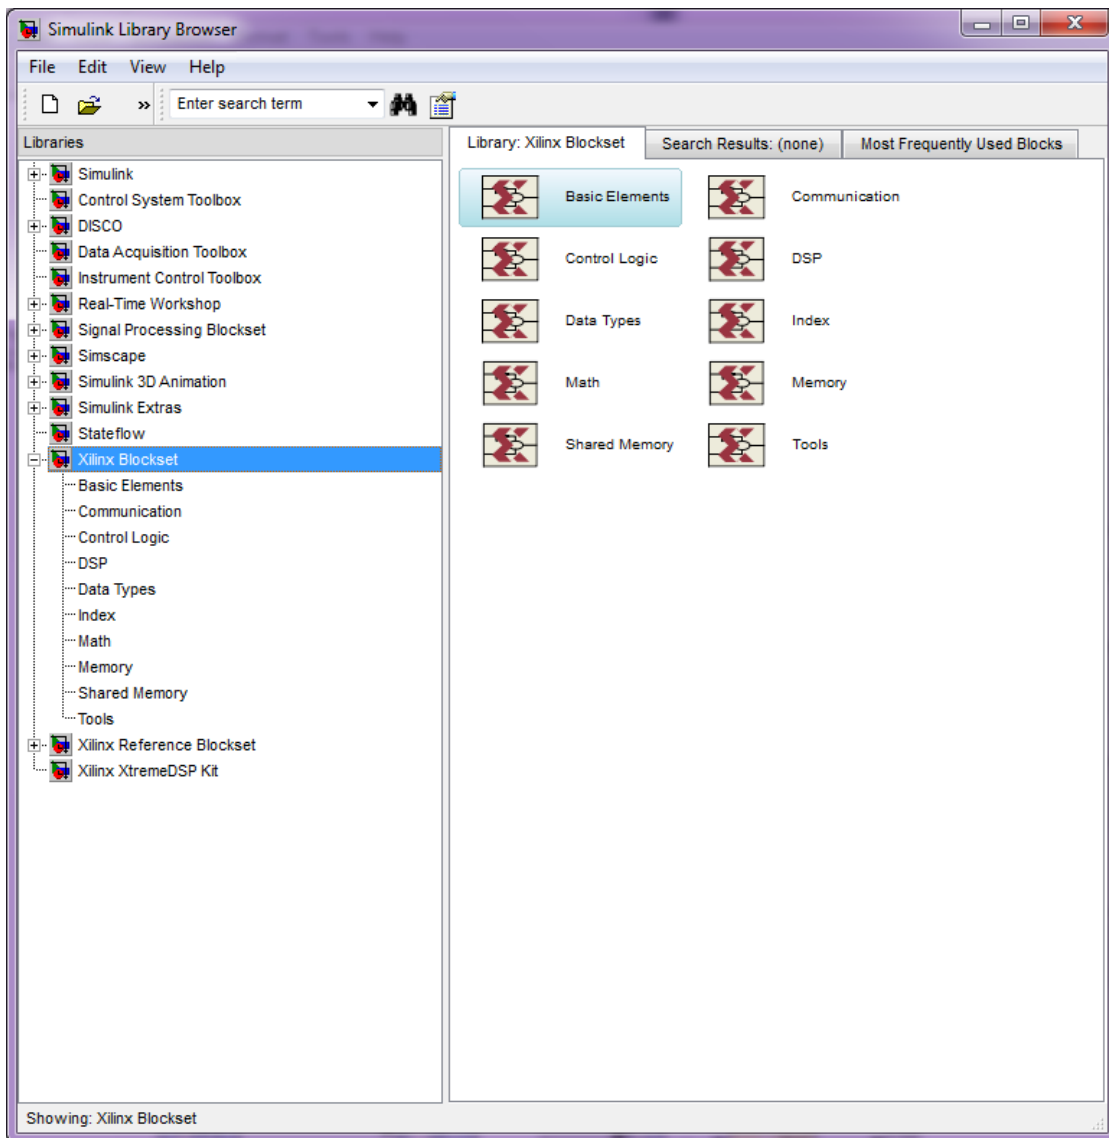 Simulink Library Browser
File Edit View Help
» Enter search term
Libraries
Library: Xilinx Blockset Search Results: (none) Most Frequently Used Blocks
Simulink
Control System Toolbox
DISCO
Data Acquisition Toolbox
Instrument Control Toolbox
Real-Time Workshop
Signal Processing Blockset
Simscape
Simulink 3D Animation
Simulink Extras
Stateflow
Xilinx Blockset
Basic Elements
Communication
Control Logic
DSP
Data Types
Index
Math
Memory
Shared Memory
Tools
Xilinx Reference Blockset
Xilinx XtremeDSP Kit
Basic Elements Communication
Control Logic DSP
Data Types Index
Math Memory
Shared Memory Tools
Showing: Xilinx Blockset